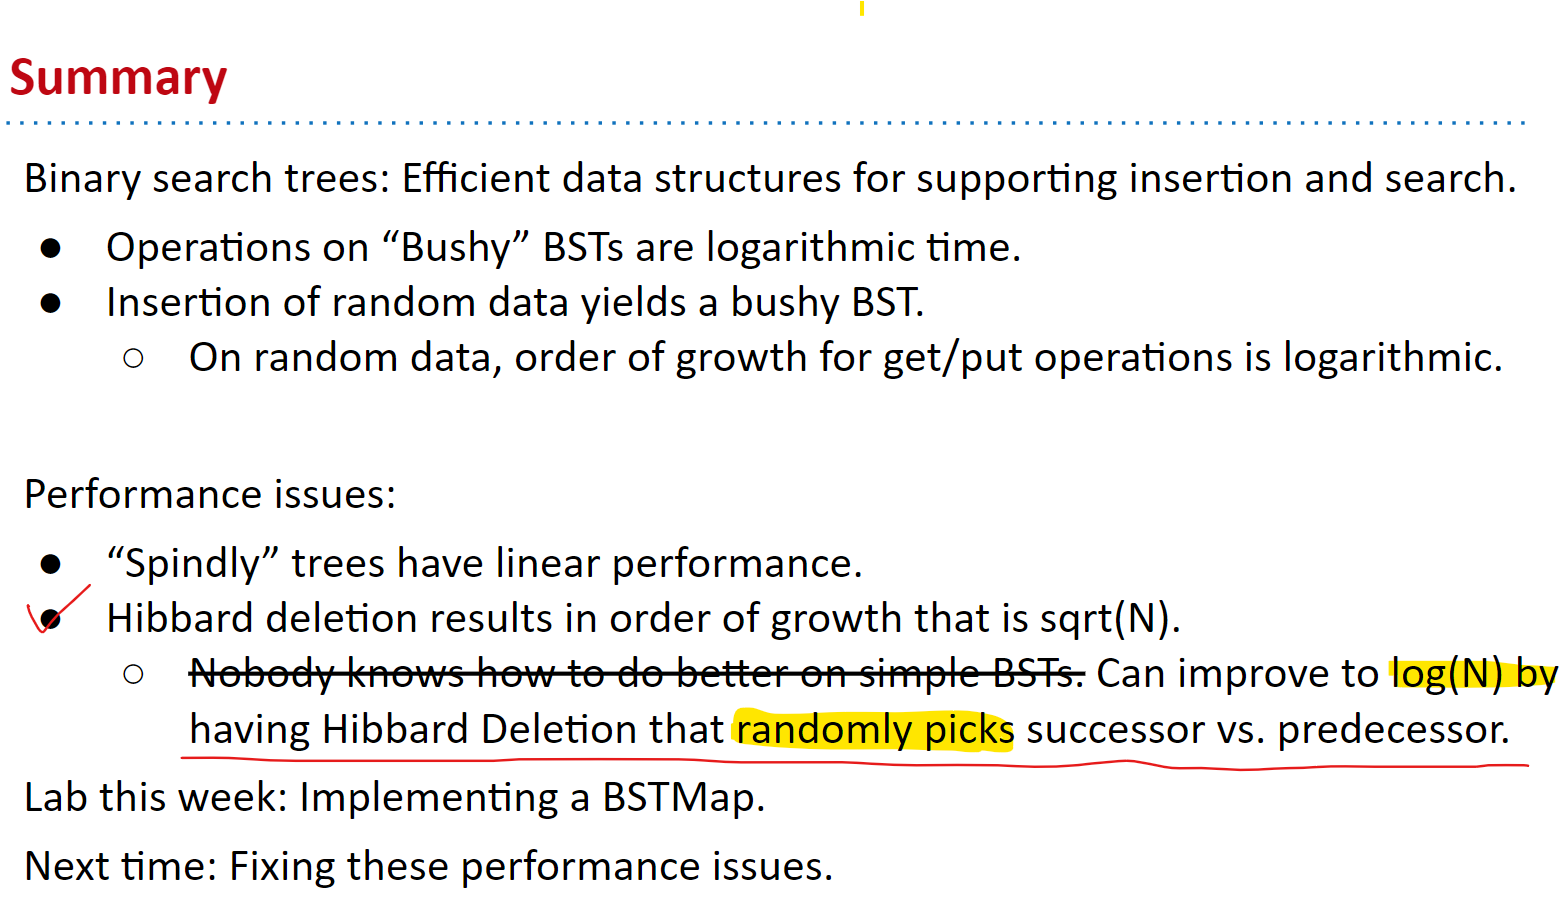 Summary
Binary search trees: Efficient data structures for supporting insertion and search.
● Operations on “Bushy” BSTs are logarithmic time.
● Insertion of random data yields a bushy BST.
○ On random data, order of growth for get/put operations is logarithmic.
Performance issues:
● “Spindly” trees have linear performance.
● Hibbard deletion results in order of growth that is sqrt(N).
○ Nobody knows how to do better on simple BSTs. Can improve to log(N) by
having Hibbard Deletion that randomly picks successor vs. predecessor.
Lab this week: Implementing a BSTMap.
Next time: Fixing these performance issues.